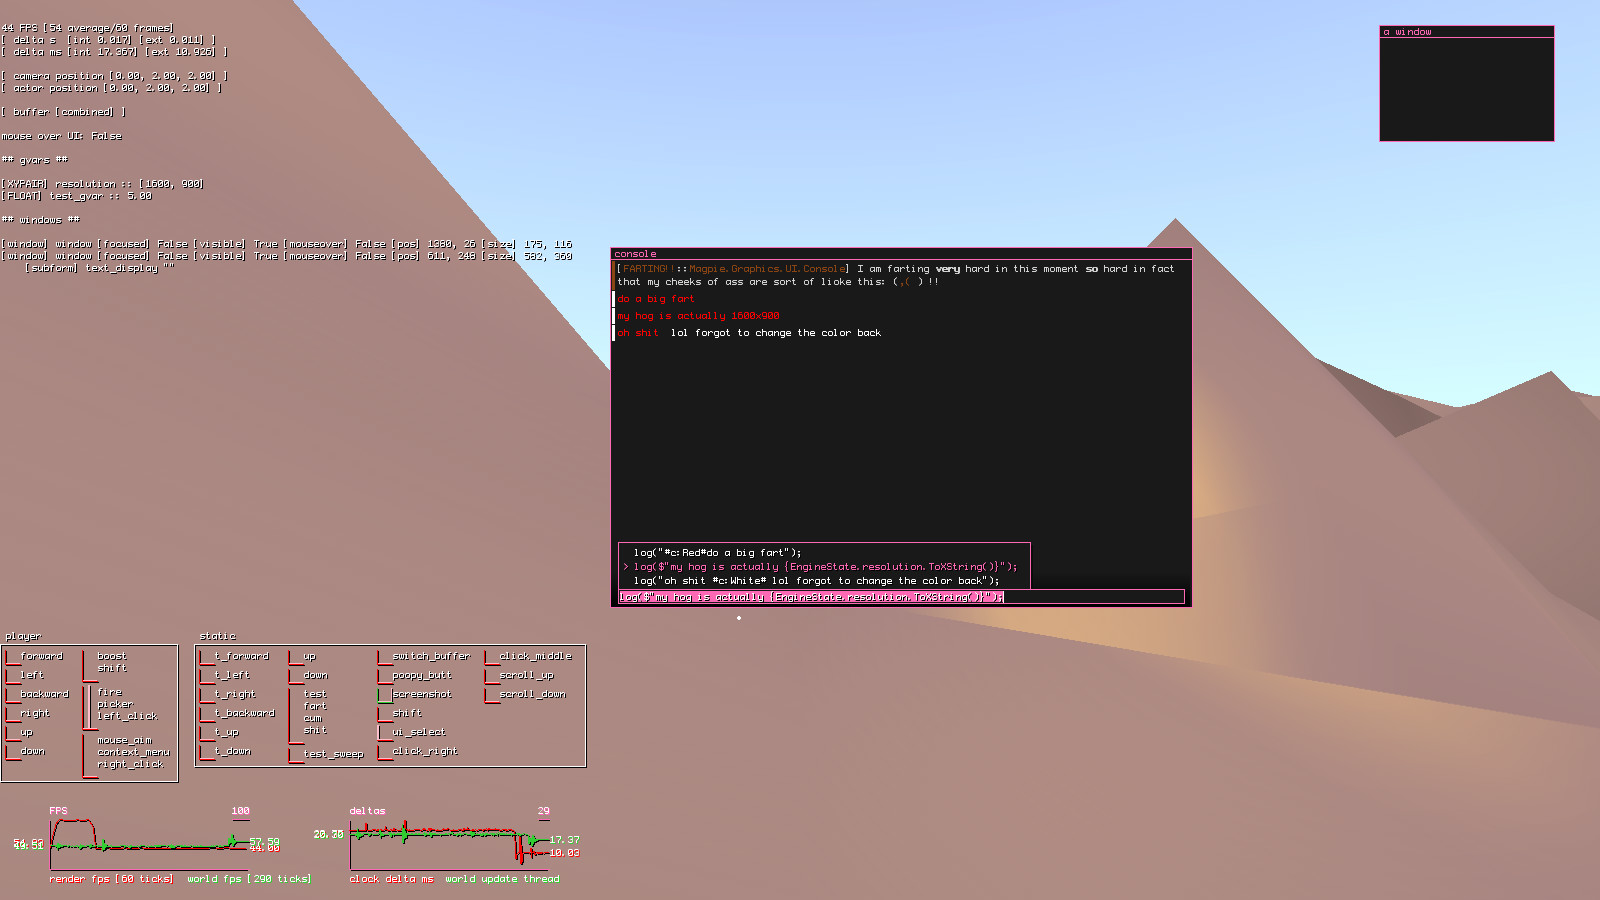 44 FPS [54 average/60 frames]
[ delta s  [int 0.017] [ext 0.011] ]
[ delta ms [int 17.367] [ext 10.926] ]
[ camera position [0.00, 2.00, 2.00] ]
[ actor position [0.00, 2.00, 2.00] ]
[ buffer [combined] ]
mouse over UI: False
## gvars ##
[XYPAIR] resolution :: [1600, 900]
[FLOAT] test_gvar :: 5.00
## windows ##
[window] window [focused] False [visible] True [mouseover] False [pos] 1380, 26 [size] 175, 116
[window] window [focused] False [visible] True [mouseover] False [pos] 611, 248 [size] 582, 360
[subform] text_display ""
a window
console
[FARTING!!::Magpie.Graphics.UI.Console] I am farting very hard in this moment so hard in fact
that my cheeks of ass are sort of lioke this: (,( ) !!
do a big fart
my hog is actually 1600x900
oh shit  lol forgot to change the color back
log("#c:Red#do a big fart");
> log($"my hog is actually {EngineState.resolution.ToXString()}");
log("oh shit #c:White# lol forgot to change the color back");
log($"my hog is actually {EngineState.resolution.ToXString()}");
player
forward
left
backward
right
up
down
boost
shift
fire
picker
left_click
mouse_aim
context_menu
right_click
static
t_forward
t_left
t_right
t_backward
t_up
t_down
up
down
test
fart
cum
shit
test_sweep
switch_buffer
poopy_butt
screenshot
shift
ui_select
click_right
click_middle
scroll_up
scroll_down
FPS
100
57.59
44.00
render fps [60 ticks]  world fps [290 ticks]
deltas
29
17.37
10.03
clock delta ms  world update thread